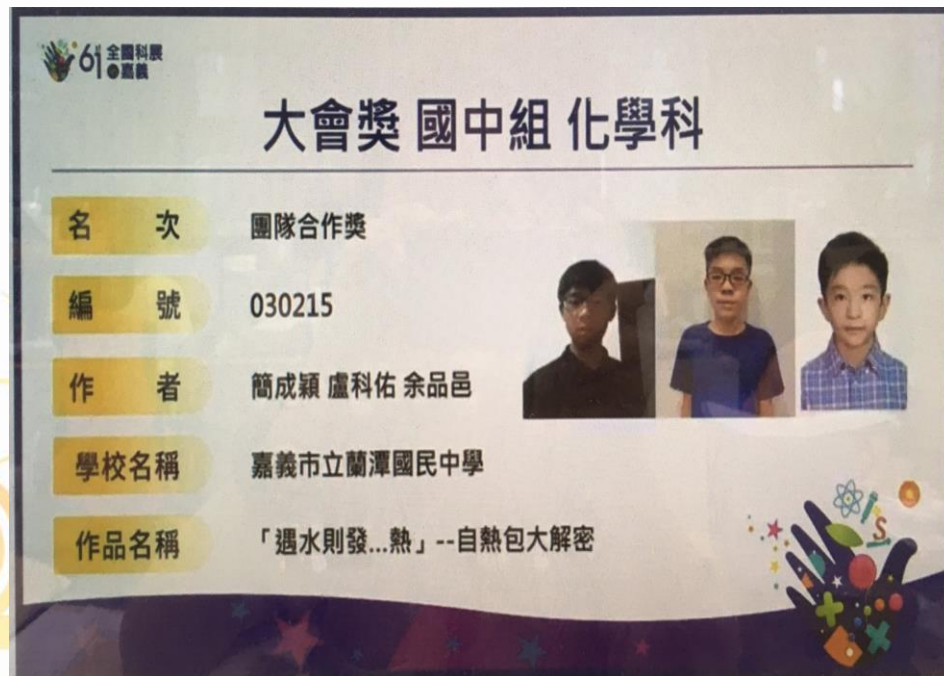 61 全國科展
嘉義
大會獎 國中組 化學科
名 次 團隊合作獎
編 號 030215
作 者 簡成穎 盧科佑 余品邑
學校名稱 嘉義市立蘭潭國民中學
作品名稱 「遇水則發...熱」--自熱包大解密
S